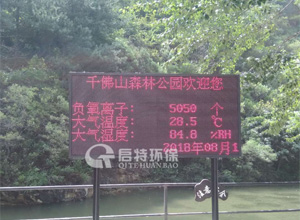 千佛山森林公园欢迎您
负氧离子: 5050 个
大气温度: 28.5 ℃
大气湿度: 84.8 %RH
2018年08月1
启特环保
QITEHUANBAO